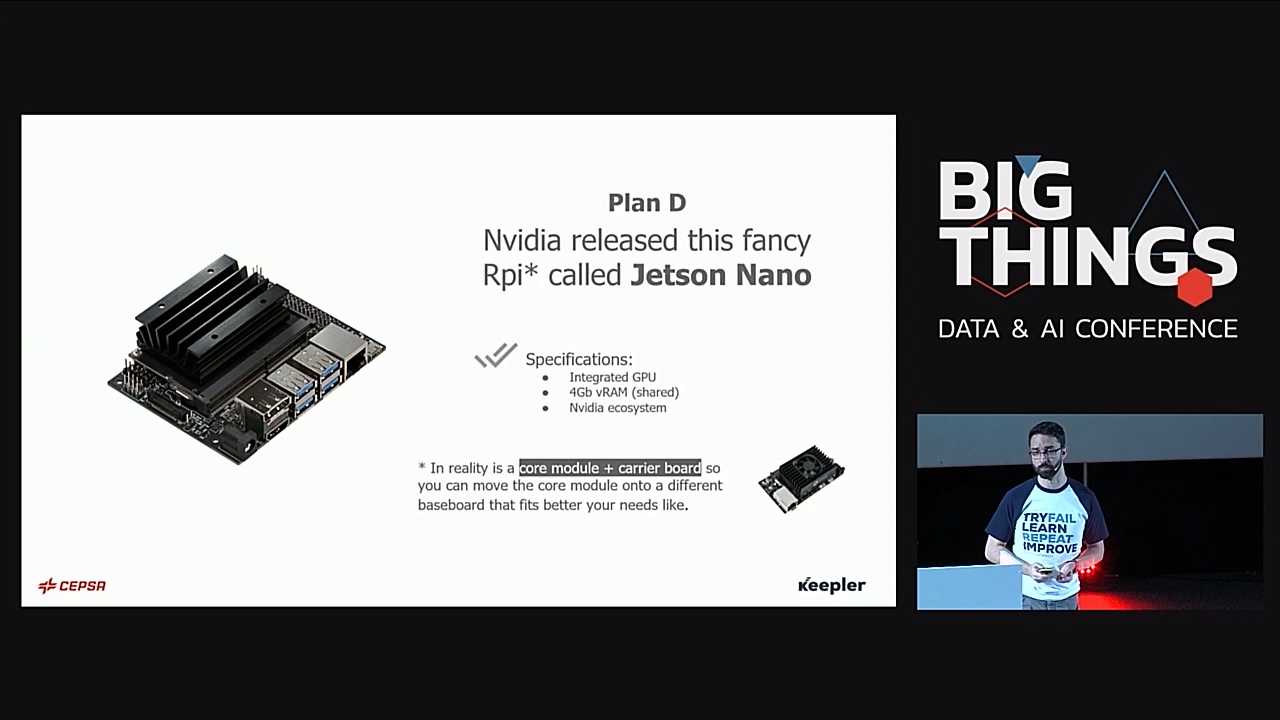 Plan D
Nvidia released this fancy
Rpi* called Jetson Nano
Specifications:
● Integrated GPU
● 4Gb vRAM (shared)
● Nvidia ecosystem
* In reality is a core module + carrier board so
you can move the core module onto a different
baseboard that fits better your needs like.
CEPSA
Keepler
BIG
THINGS
DATA & AI CONFERENCE
TRYFAIL
LEARN
REPEAT
IMPROVE